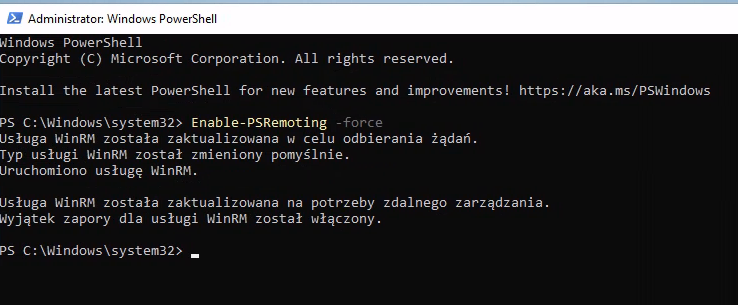 Administrator: Windows PowerShell
Windows PowerShell
Copyright (C) Microsoft Corporation. All rights reserved.
Install the latest PowerShell for new features and improvements! https://aka.ms/PSWindows
PS C:\Windows\system32> Enable-PSRemoting -force
Usługa WinRM została zaktualizowana w celu odbierania żądań.
Typ usługi WinRM został zmieniony pomyślnie.
Uruchomiono usługę WinRM.
Usługa WinRM została zaktualizowana na potrzeby zdalnego zarządzania.
Wyjątek zapory dla usługi WinRM został włączony.
PS C:\Windows\system32>